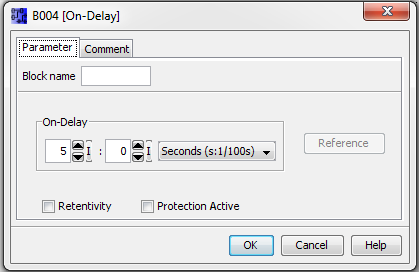 B004 [On-Delay]
Parameter Comment
Block name
On-Delay
5 : 0 Seconds (s:1/100s)
Reference
Retentivity Protection Active
OK Cancel Help